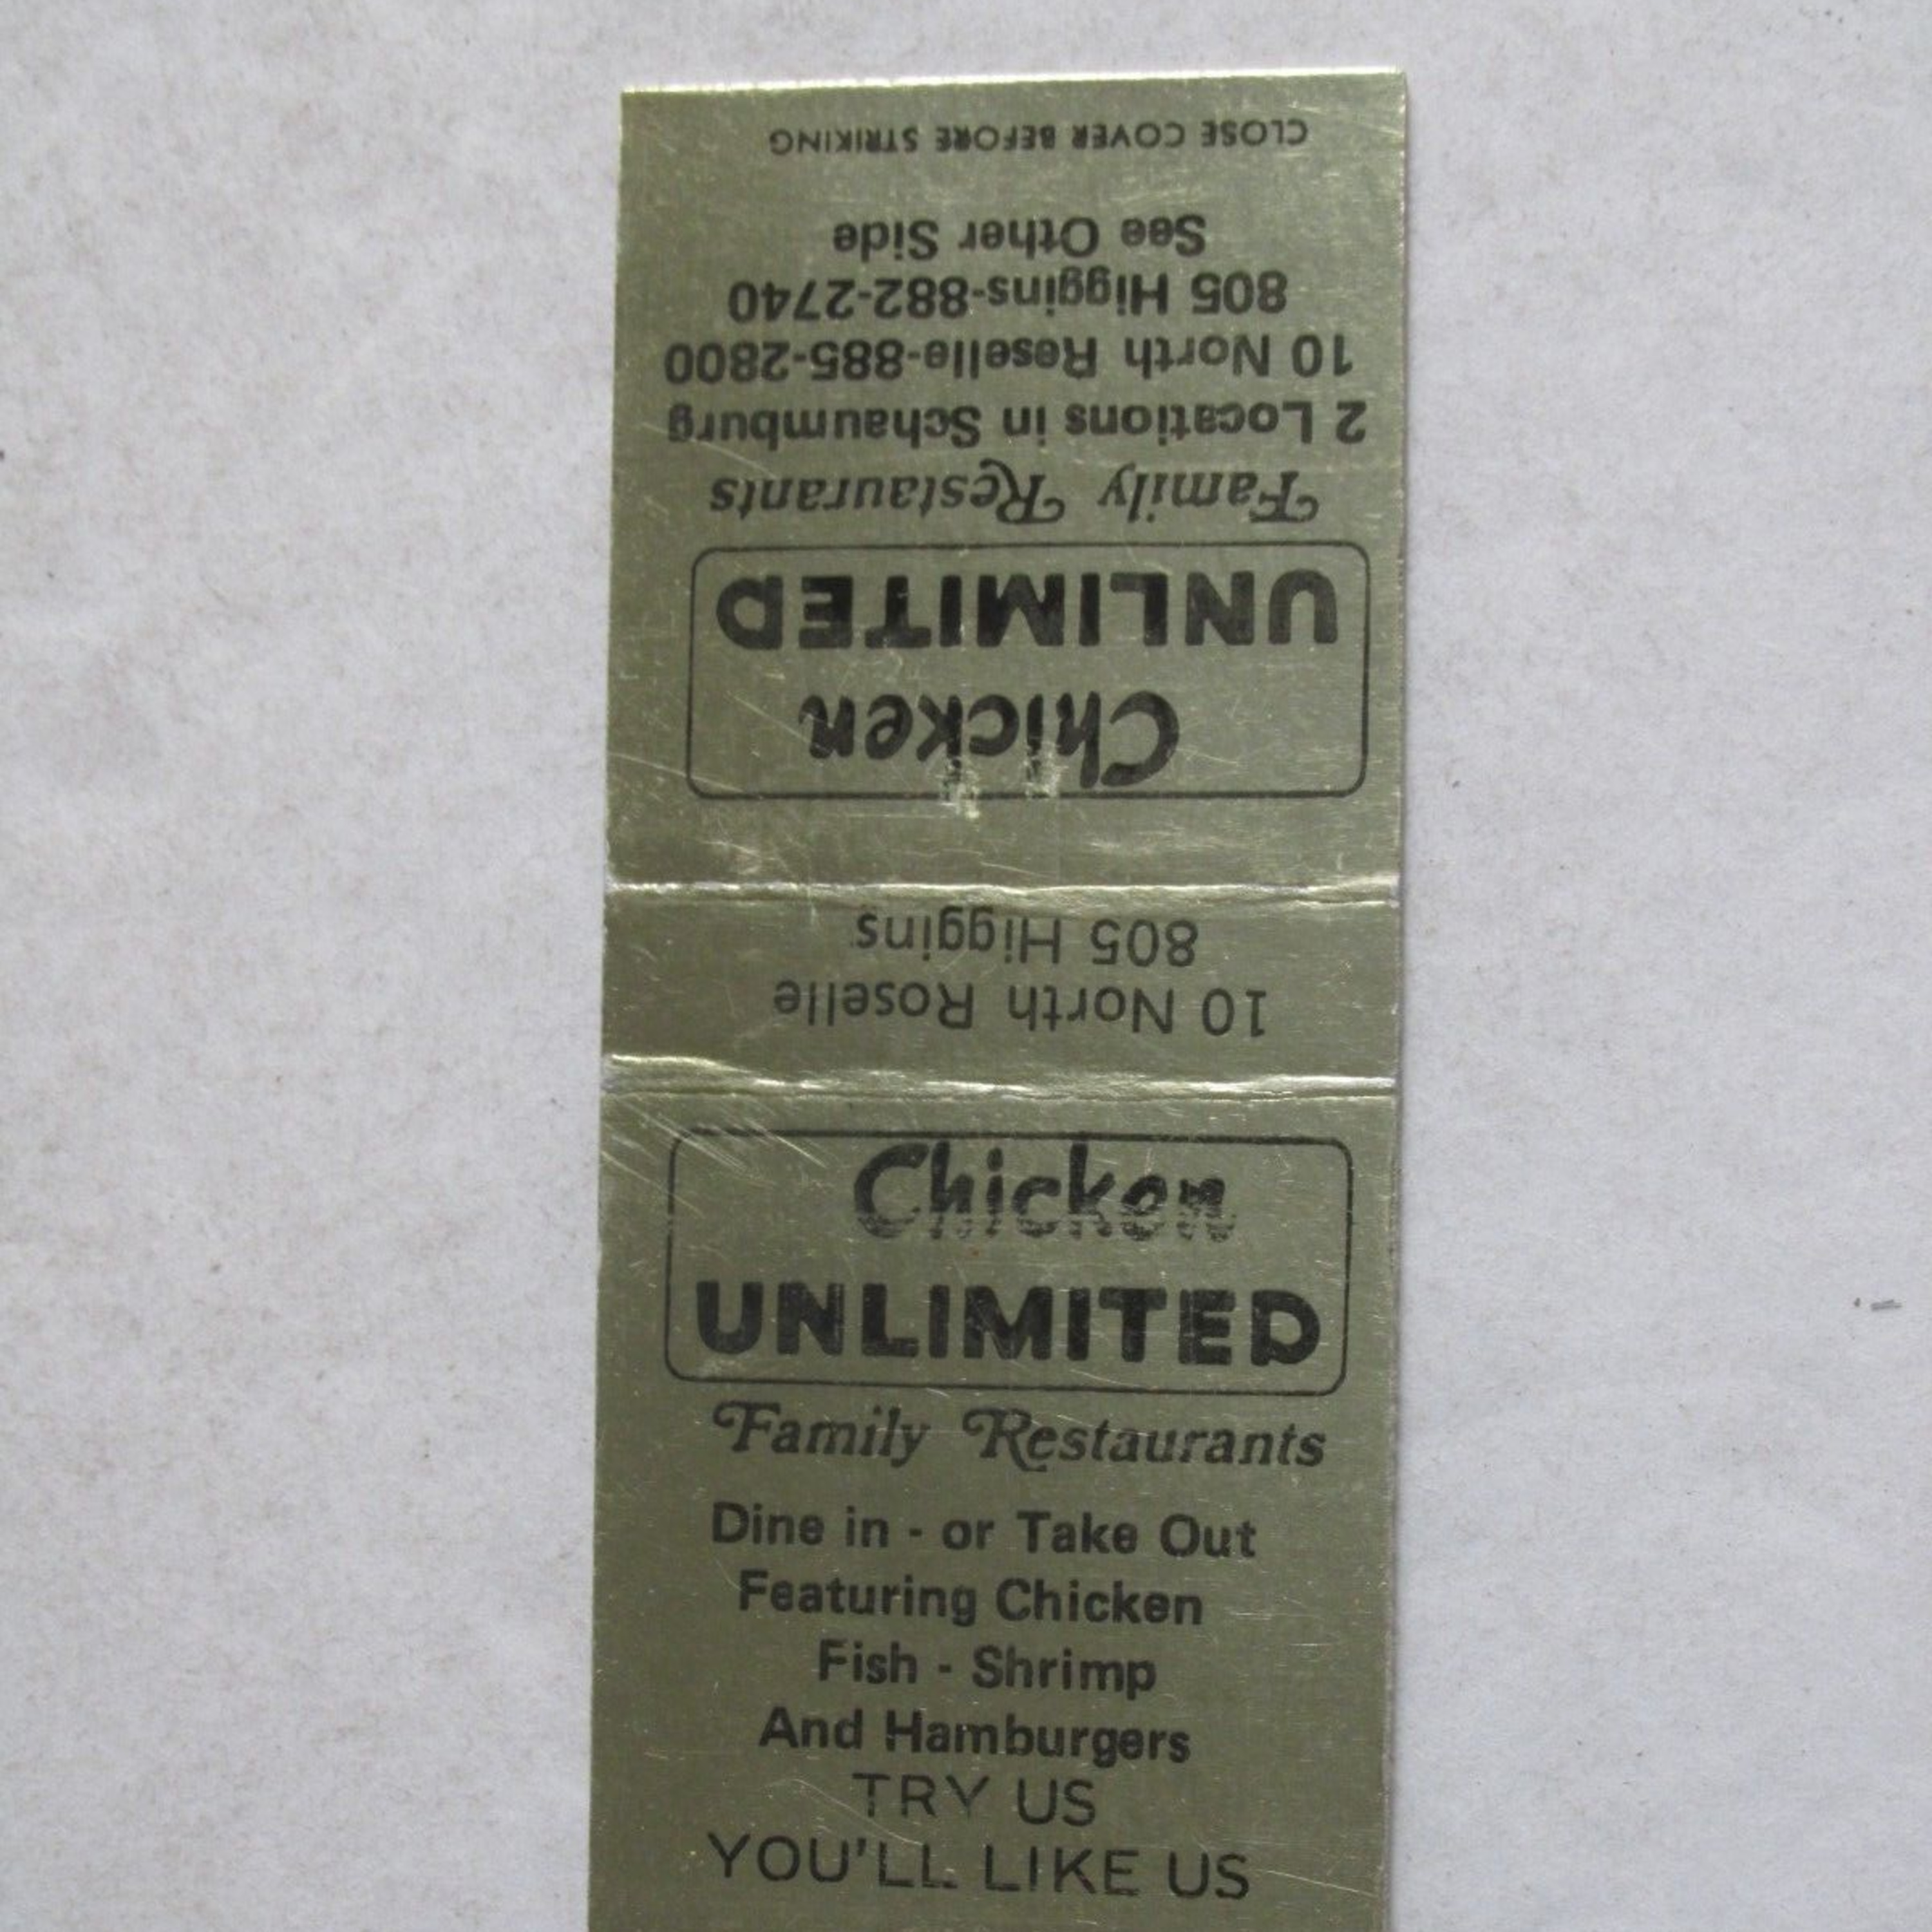 Chicken
UNLIMITED
Family Restaurants
2 Locations in Schaumburg
10 North Roselle-885-2800
805 Higgins-882-2740
See Other Side
CLOSE COVER BEFORE STRIKING
10 North Roselle
805 Higgins
Chicken
UNLIMITED
Family Restaurants
Dine in - or Take Out
Featuring Chicken
Fish - Shrimp
And Hamburgers
TRY US
YOU'LL LIKE US